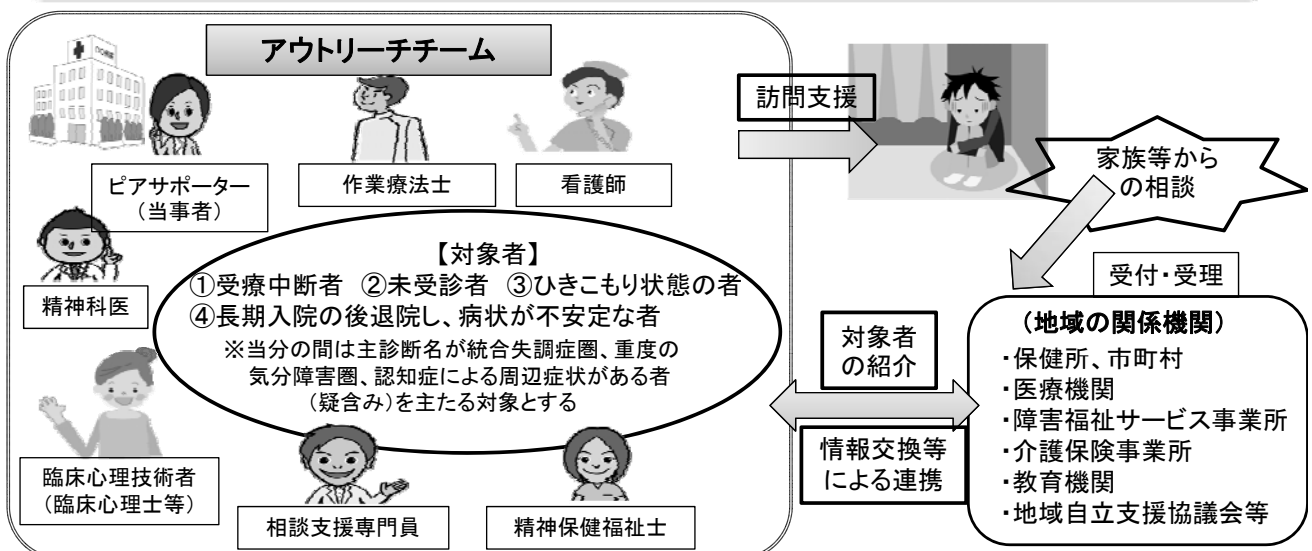 アウトリーチチーム
ピアサポーター
（当事者）
作業療法士
看護師
精神科医
【対象者】
①受療中断者 ②未受診者 ③ひきこもり状態の者
④長期入院の後退院し、病状が不安定な者
※当分の間は主診断名が統合失調症圏、重度の
気分障害圏、認知症による周辺症状がある者
（疑含み）を主たる対象とする
臨床心理技術者
（臨床心理士等）
相談支援専門員
精神保健福祉士
訪問支援
家族等から
の相談
受付・受理
対象者
の紹介
情報交換等
による連携
（地域の関係機関）
・保健所、市町村
・医療機関
・障害福祉サービス事業所
・介護保険事業所
・教育機関
・地域自立支援協議会等